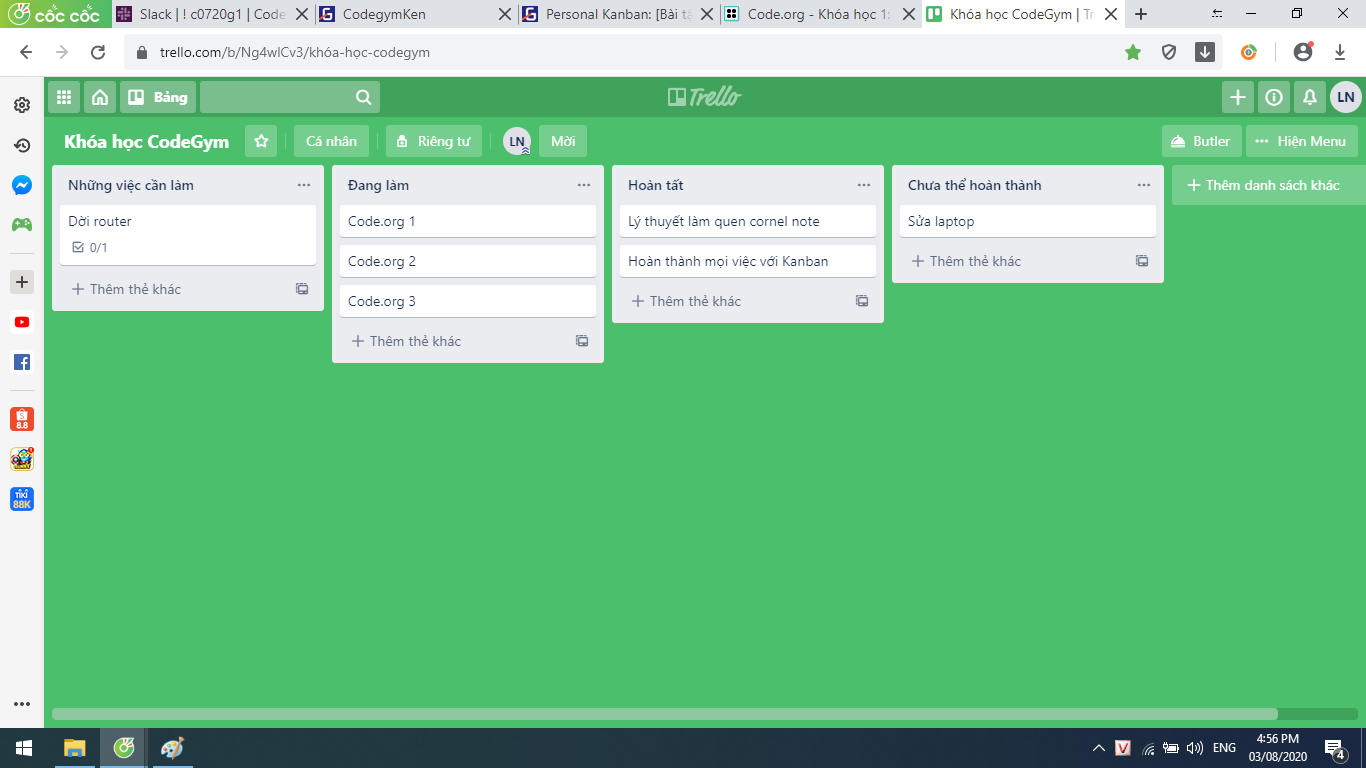 cốc cốc
Slack | ! c0720g1 | Code
CodegymKen
Personal Kanban: [Bài tậ
Code.org - Khóa học 1:
Khóa học CodeGym | Tr
trello.com/b/Ng4wlCv3/khóa-học-codegym
Bảng
Trello
LN
Khóa học CodeGym
Cá nhân
Riêng tư
LN
Mời
Butler
Hiện Menu
Những việc cần làm
Dời router
0/1
Thêm thẻ khác
Đang làm
Code.org 1
Code.org 2
Code.org 3
Thêm thẻ khác
Hoàn tất
Lý thuyết làm quen cornel note
Hoàn thành mọi việc với Kanban
Thêm thẻ khác
Chưa thể hoàn thành
Sửa laptop
Thêm thẻ khác
Thêm danh sách khác
8.8
TIKI
88K
ENG
4:56 PM
03/08/2020
4